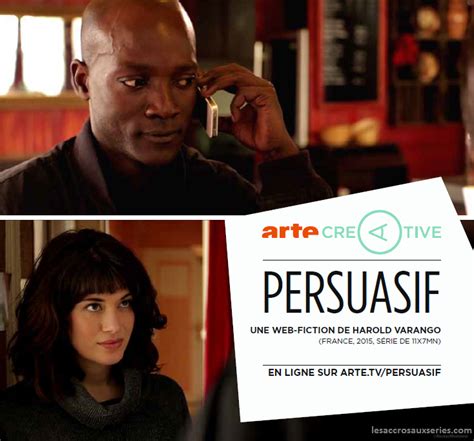 arte CREATIVE
PERSUASIF
UNE WEB-FICTION DE HAROLD VARANGO
(FRANCE, 2015, SÉRIE DE 11X7MN)
EN LIGNE SUR ARTE.TV/PERSUASIF
lesaccrosauxseries.com